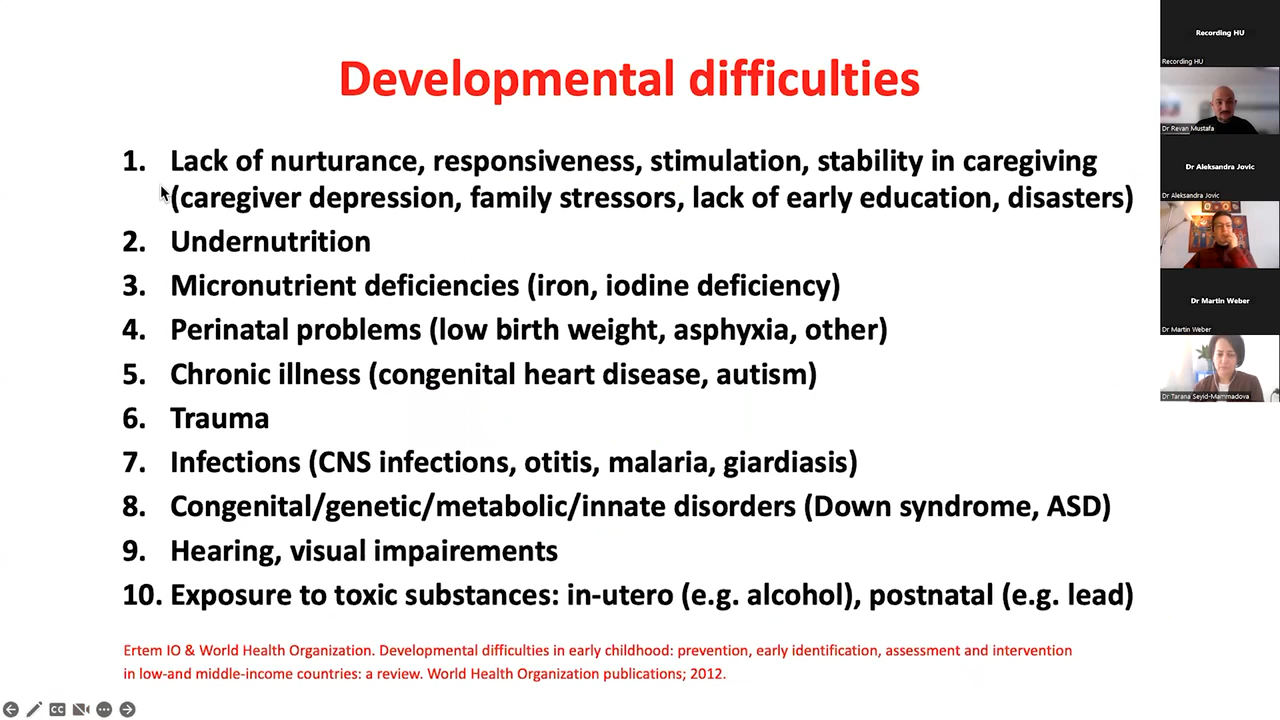 Developmental difficulties
1. Lack of nurturance, responsiveness, stimulation, stability in caregiving
(caregiver depression, family stressors, lack of early education, disasters)
2. Undernutrition
3. Micronutrient deficiencies (iron, iodine deficiency)
4. Perinatal problems (low birth weight, asphyxia, other)
5. Chronic illness (congenital heart disease, autism)
6. Trauma
7. Infections (CNS infections, otitis, malaria, giardiasis)
8. Congenital/genetic/metabolic/innate disorders (Down syndrome, ASD)
9. Hearing, visual impairements
10. Exposure to toxic substances: in-utero (e.g. alcohol), postnatal (e.g. lead)
Ertem IO & World Health Organization. Developmental difficulties in early childhood: prevention, early identification, assessment and intervention
in low-and middle-income countries: a review. World Health Organization publications; 2012.
CC
Recording HU
Recording HU
Dr Revan Mustafa
Dr Aleksandra Jovic
Dr Aleksandra Jovic
Dr Martin Weber
Dr Martin Weber
Dr Tarana Seyid-Mammadova